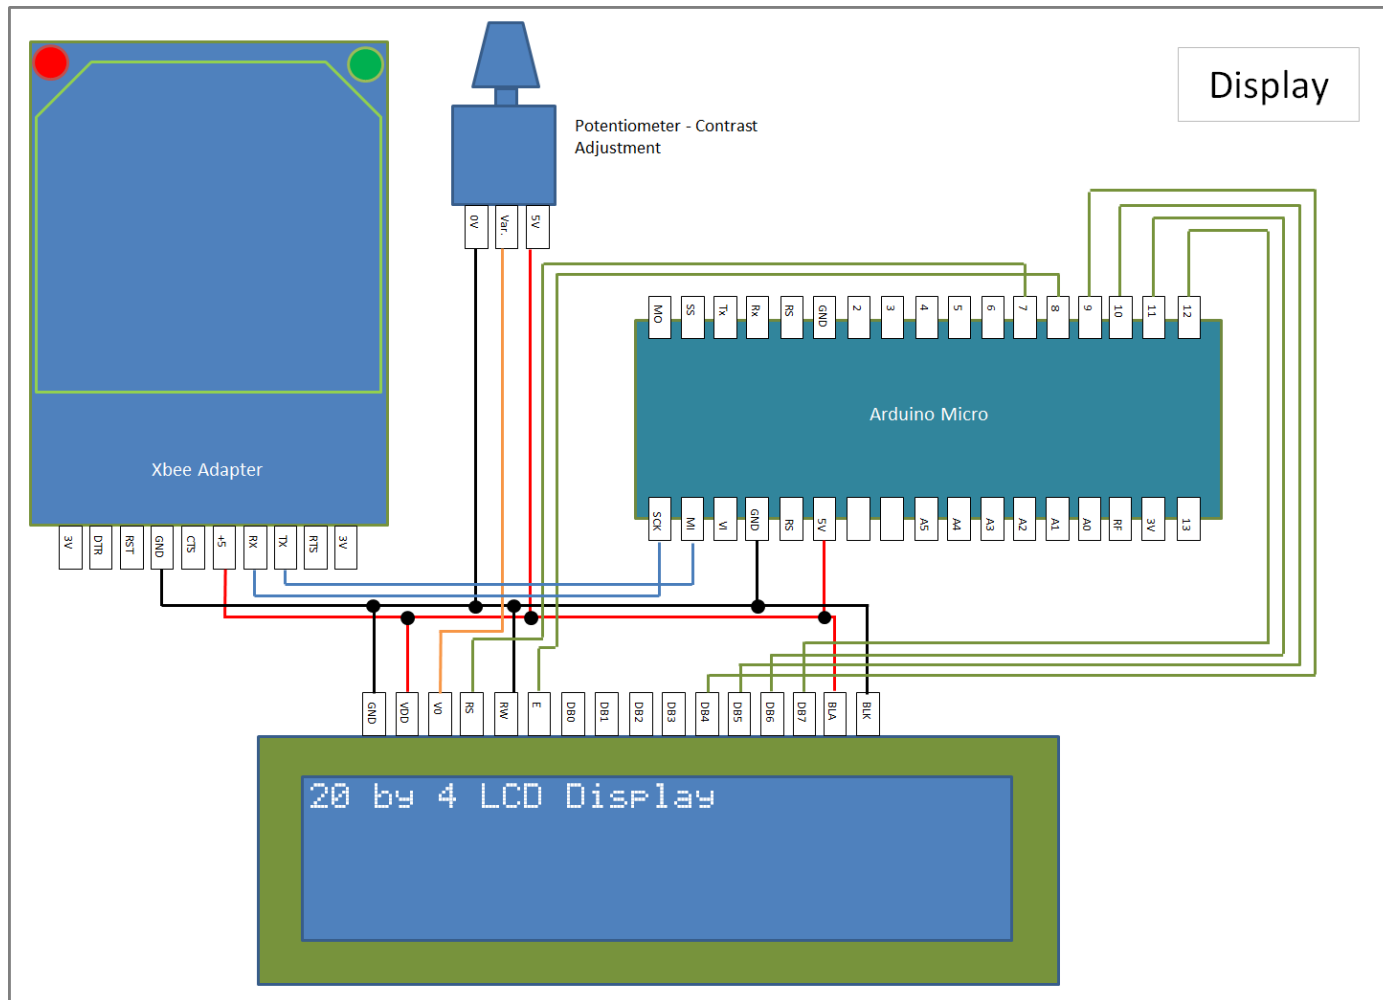 Display
Potentiometer - Contrast
Adjustment
0V
Var.
5V
MO
SS
Tx
Rx
RS
GND
2
3
4
5
6
7
8
9
10
11
12
Arduino Micro
Xbee Adapter
SCK
MI
VI
GND
RS
5V
A5
A4
A3
A2
A1
A0
RF
3V
13
3V
DTR
RST
GND
CTS
+5
RX
TX
RTS
3V
GND
VDD
V0
RS
RW
E
DB0
DB1
DB2
DB3
DB4
DB5
DB6
DB7
BLA
BLK
20 by 4 LCD Display